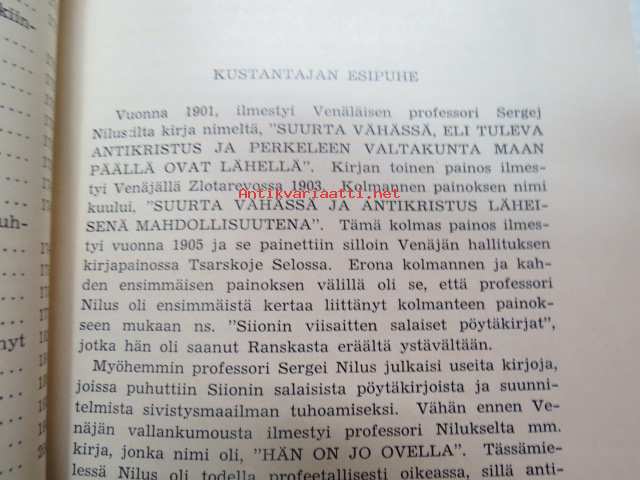 kiin-
KUSTANTAJAN ESIPUHE
Vuonna 1901, ilmestyi Venäläisen professori Sergej
Nilus:ilta kirja nimeltä, "SUURTA VÄHÄSSÄ, ELI TULEVA
ANTIKRISTUS JA PERKELEEN VALTAKUNTA MAAN
PÄÄLLÄ OVAT LÄHELLÄ". Kirjan toinen painos ilmes-
tyi Venäjällä Zlotarevossa 1903. Kolmannen painoksen nimi
Antikvariaatti.net
kuului, "SUURTA VÄHÄSSÄ JA ANTIKRISTUS LÄHEI-
SENÄ MAHDOLLISUUTENA". Tämä kolmas painos ilmes-
uh-
tyi vuonna 1905 ja se painettiin silloin Venäjän hallituksen
kirjapainossa Tsarskoje Selossa. Erona kolmannen ja kah-
den ensimmäisen painoksen välillä oli se, että professori
Nilus oli ensimmäistä kertaa liittänyt kolmanteen painok-
seen mukaan ns. "Siionin viisaitten salaiset pöytäkirjat",
nyt
jotka hän oli saanut Ranskasta eräältä ystävältään.
Myöhemmin professori Sergei Nilus julkaisi useita kirjoja,
joissa puhuttiin Siionin salaisista pöytäkirjoista ja suunni-
telmista sivistysmaailman tuhoamiseksi. Vähän ennen Ve-
näjän vallankumousta ilmestyi professori Nilukselta mm.
kirja, jonka nimi oli, "HÄN ON JO OVELLA". Tässämie-
lessä Nilus oli todella profeetallisesti oikeassa, sillä anti-